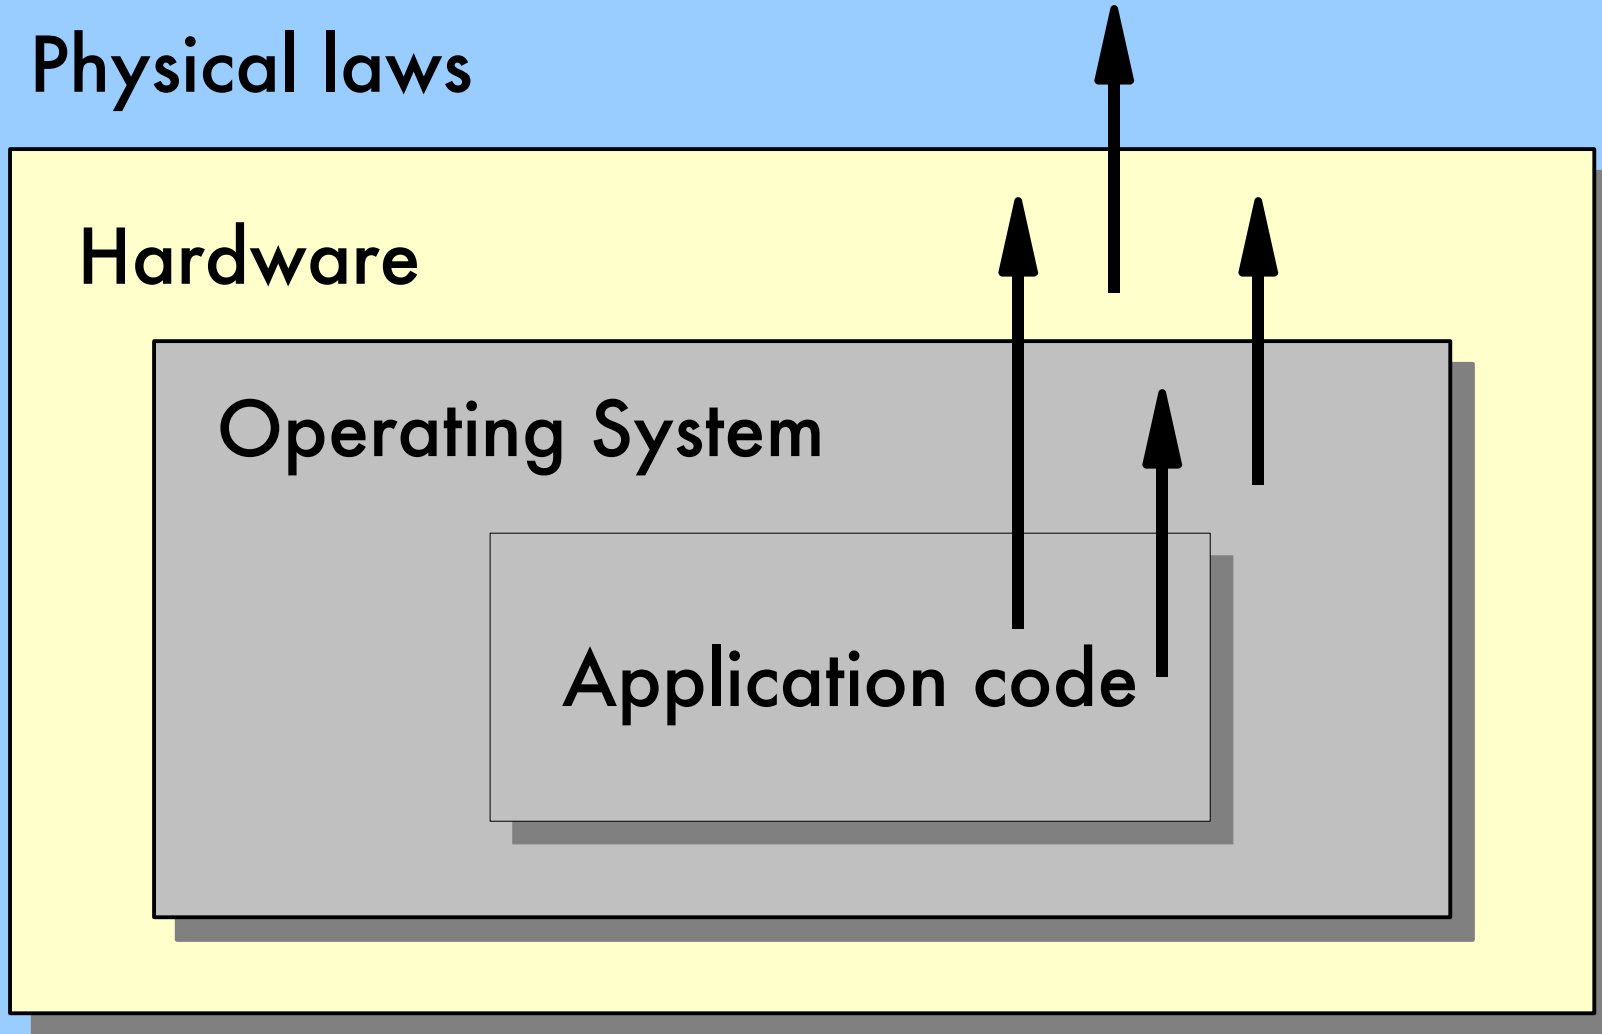 Physical laws
Hardware
Operating System
Application code